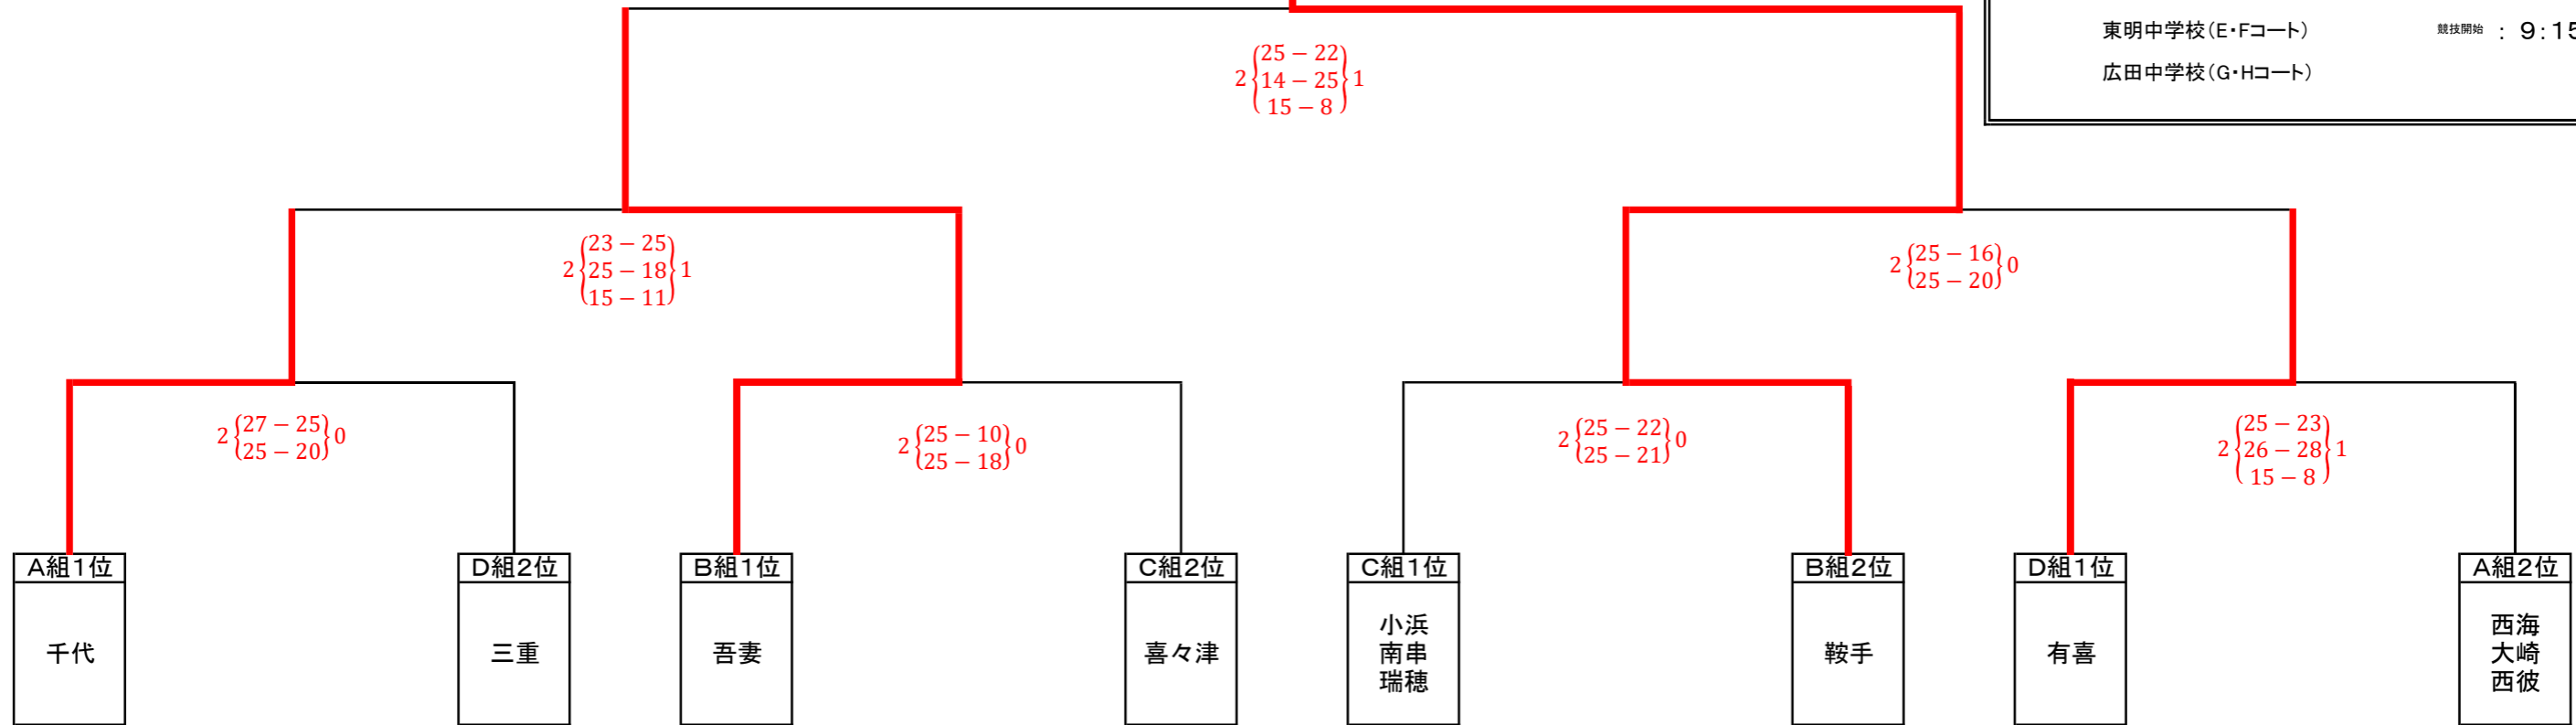 東明中学校(E・Fコート) 競技開始 : 9:15
広田中学校(G・Hコート)
2 {25 − 22 14 − 25 15 − 8} 1
2 {23 − 25 25 − 18 15 − 11} 1
2 {25 − 16 25 − 20} 0
2 {27 − 25 25 − 20} 0
2 {25 − 10 25 − 18} 0
2 {25 − 22 25 − 21} 0
2 {25 − 23 26 − 28 15 − 8} 1
A組1位
千代
D組2位
三重
B組1位
吾妻
C組2位
喜々津
C組1位
小浜
南串
瑞穂
B組2位
鞍手
D組1位
有喜
A組2位
西海
大崎
西彼